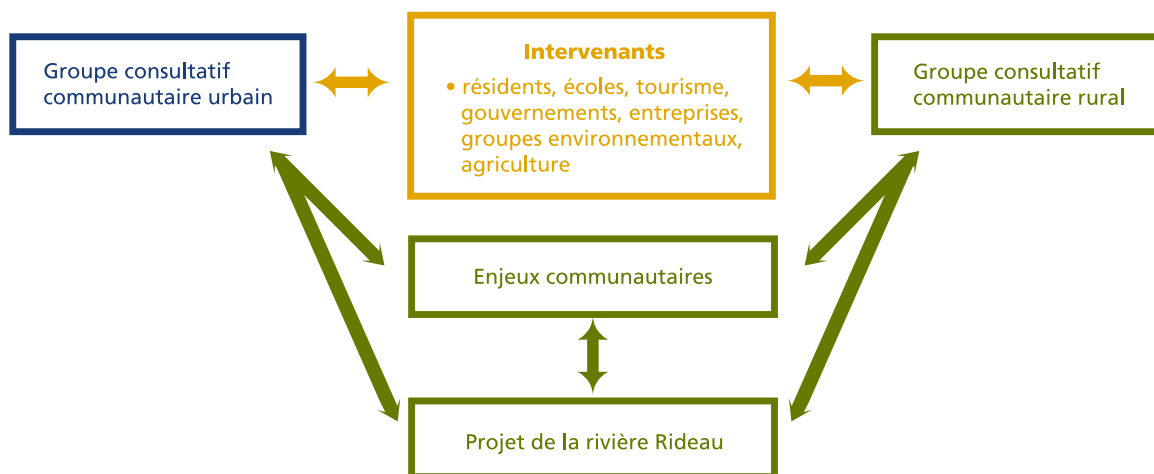 Groupe consultatif
communautaire urbain
Intervenants
• résidents, écoles, tourisme,
gouvernements, entreprises,
groupes environnementaux,
agriculture
Groupe consultatif
communautaire rural
Enjeux communautaires
Projet de la rivière Rideau